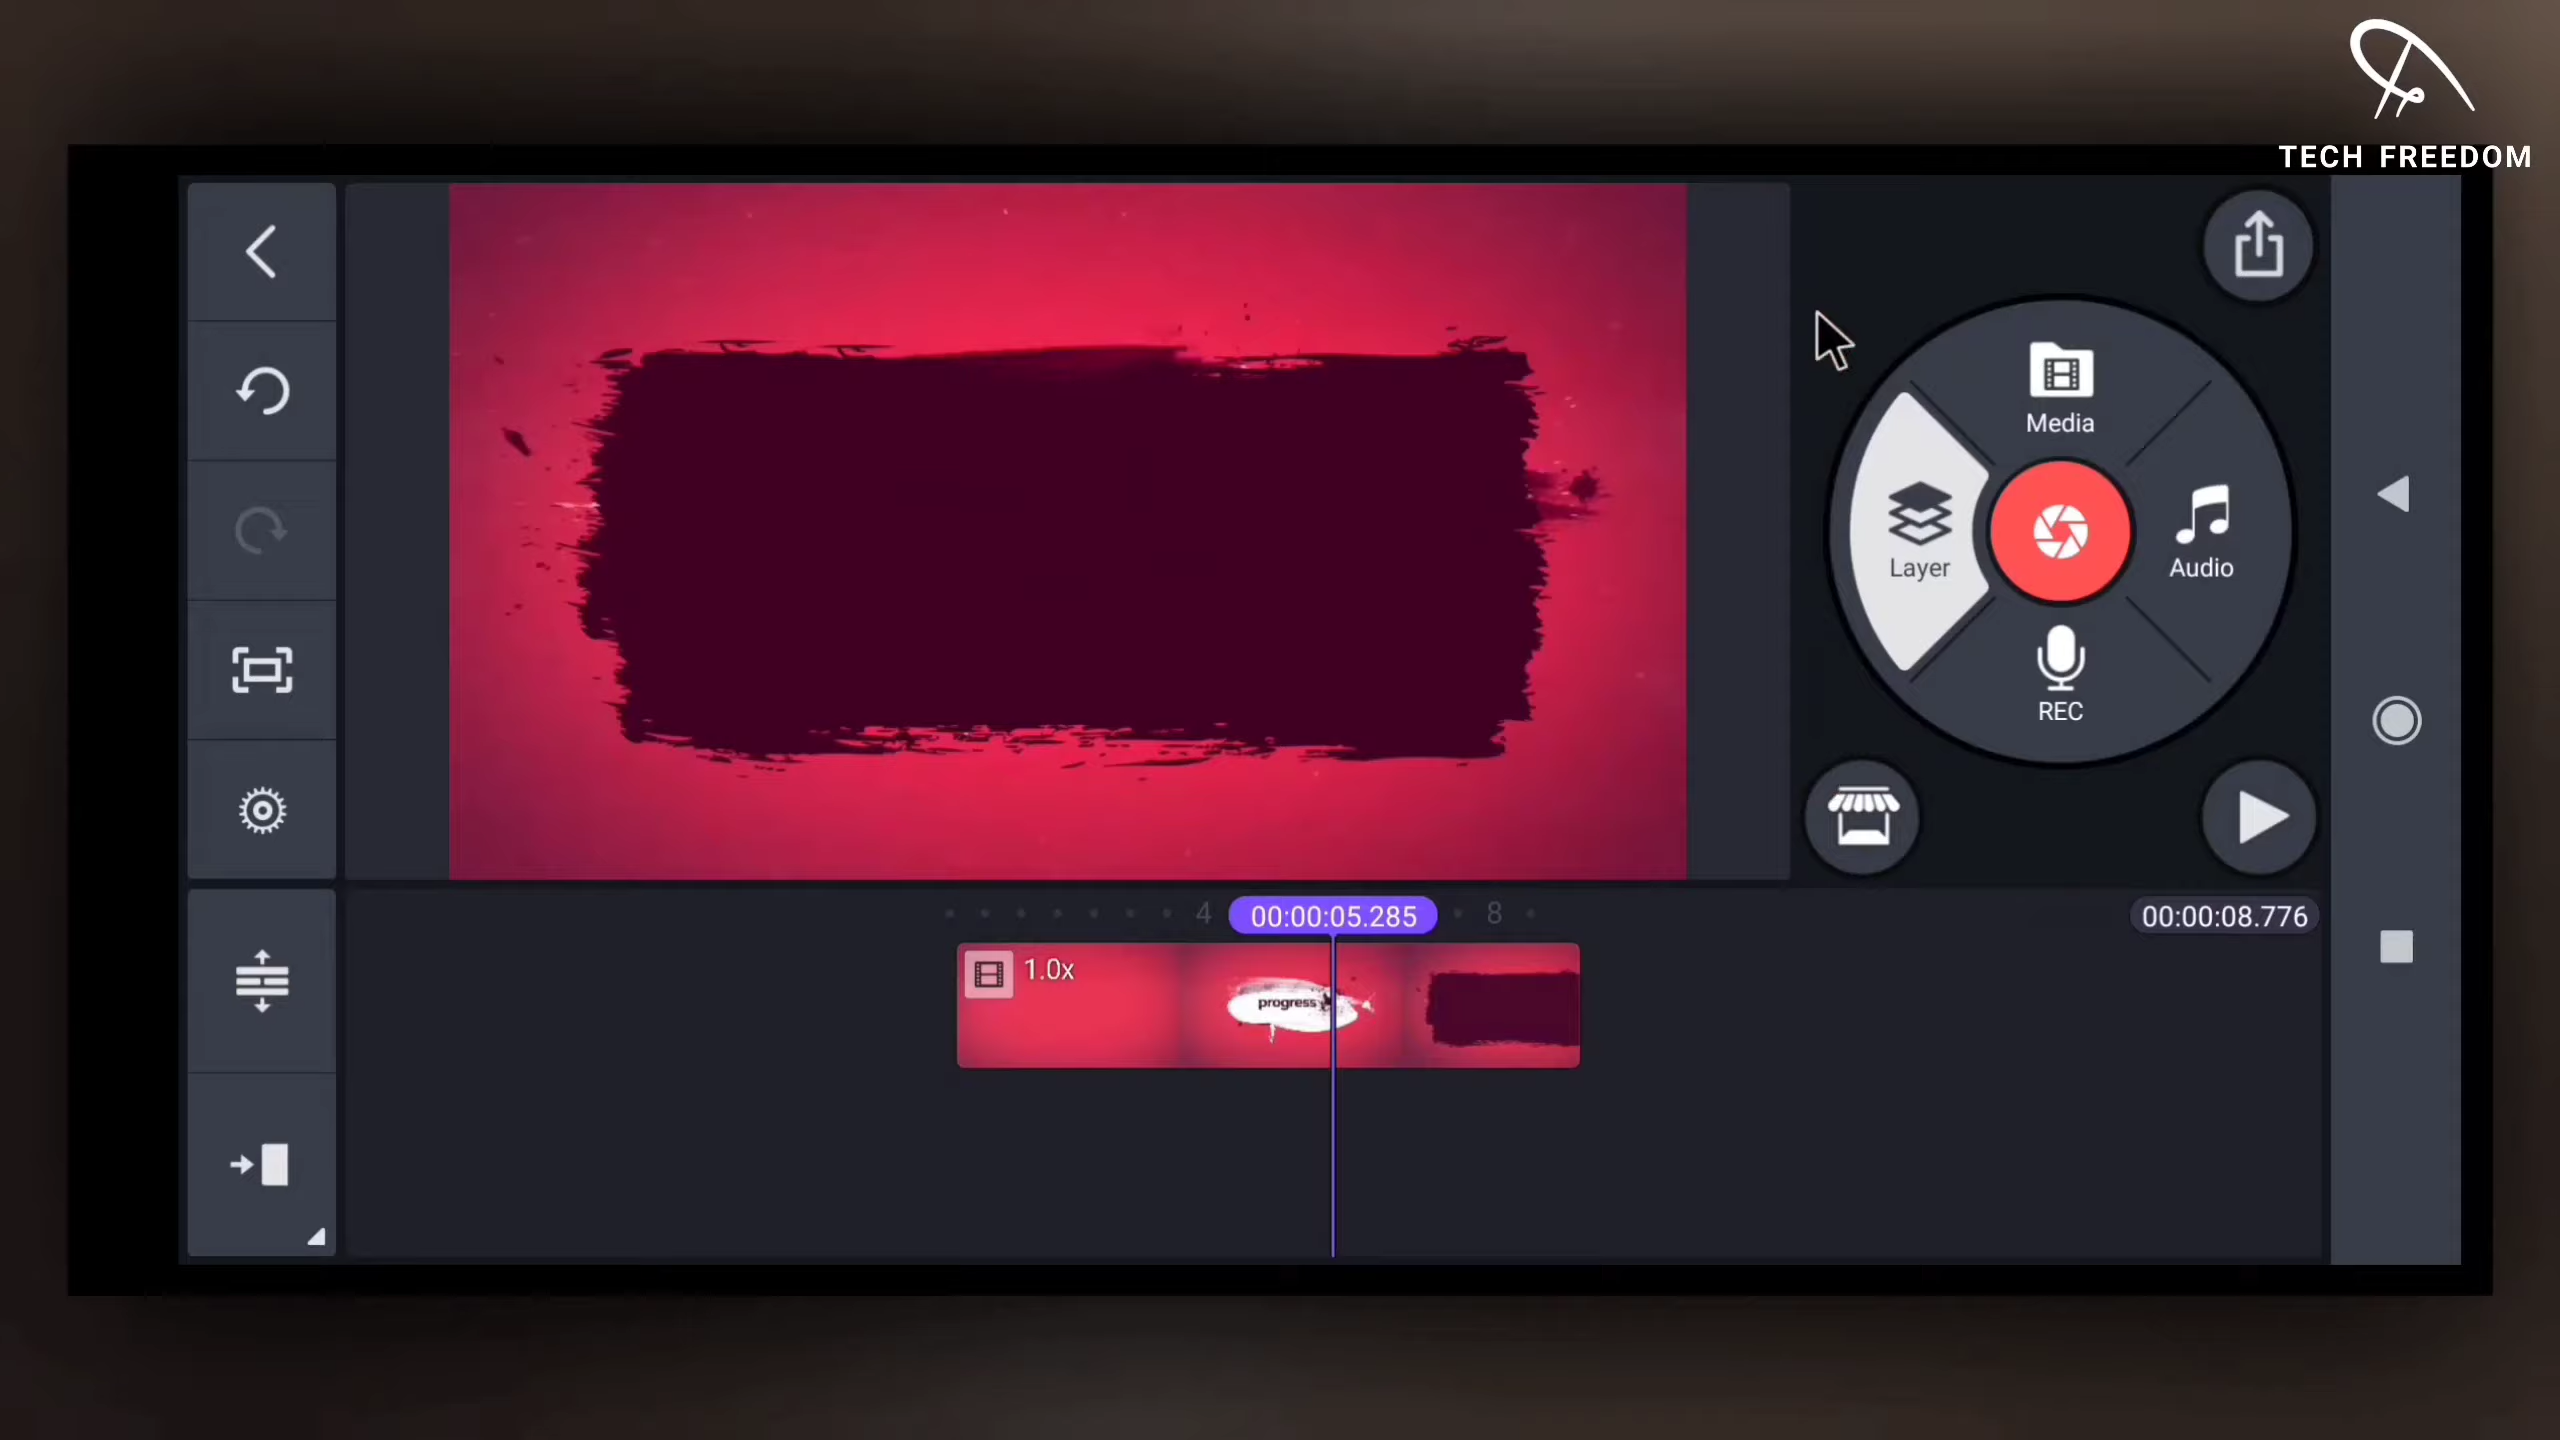 TECH FREEDOM
Media
Layer
Audio
REC
4
00:00:05.285
8
00:00:08.776
1.0x
progress